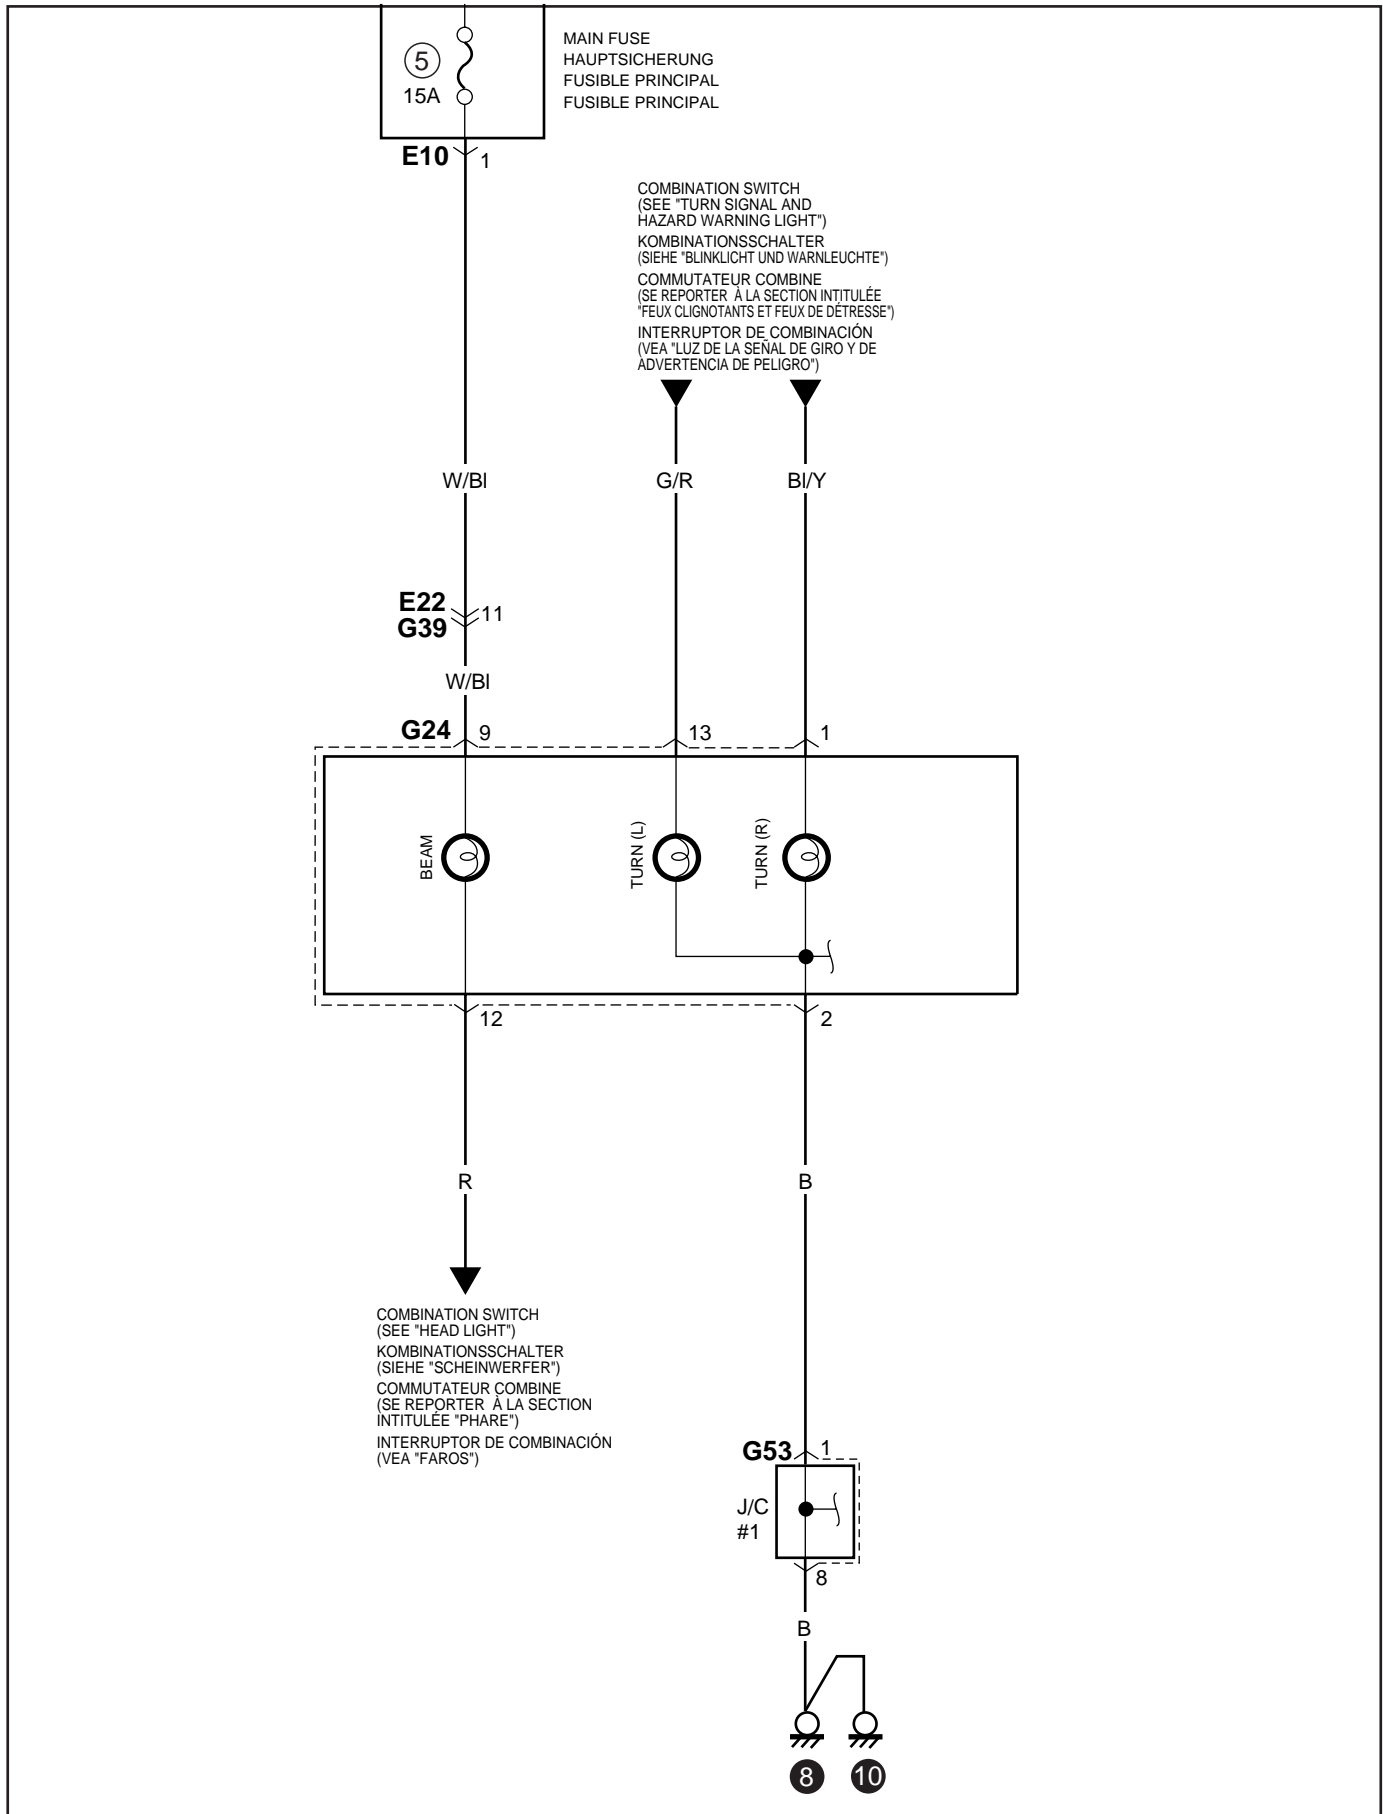 MAIN FUSE
HAUPTSICHERUNG
FUSIBLE PRINCIPAL
FUSIBLE PRINCIPAL
5
15A
E10
1
COMBINATION SWITCH
(SEE "TURN SIGNAL AND
HAZARD WARNING LIGHT")
KOMBINATIONSSCHALTER
(SIEHE "BLINKLICHT UND WARNLEUCHTE")
COMMUTATEUR COMBINE
(SE REPORTER À LA SECTION INTITULÉE
"FEUX CLIGNOTANTS ET FEUX DE DÉTRESSE")
INTERRUPTOR DE COMBINACIÓN
(VEA "LUZ DE LA SEÑAL DE GIRO Y DE
ADVERTENCIA DE PELIGRO")
W/Bl
G/R
Bl/Y
E22
G39
11
W/Bl
G24
9
13
1
BEAM
TURN (L)
TURN (R)
12
2
R
B
COMBINATION SWITCH
(SEE "HEAD LIGHT")
KOMBINATIONSSCHALTER
(SIEHE "SCHEINWERFER")
COMMUTATEUR COMBINE
(SE REPORTER À LA SECTION
INTITULÉE "PHARE")
INTERRUPTOR DE COMBINACIÓN
(VEA "FAROS")
G53
1
J/C
#1
8
B
8
10